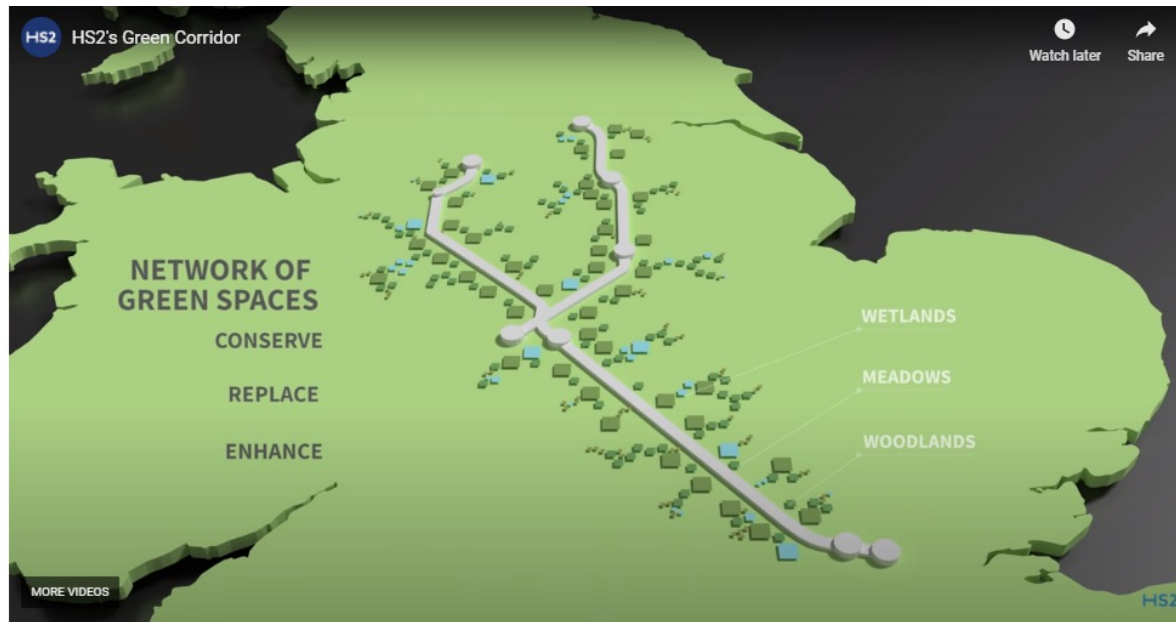 HS2
HS2's Green Corridor
Watch later
Share
NETWORK OF
GREEN SPACES
CONSERVE
REPLACE
ENHANCE
WETLANDS
MEADOWS
WOODLANDS
MORE VIDEOS
HS2